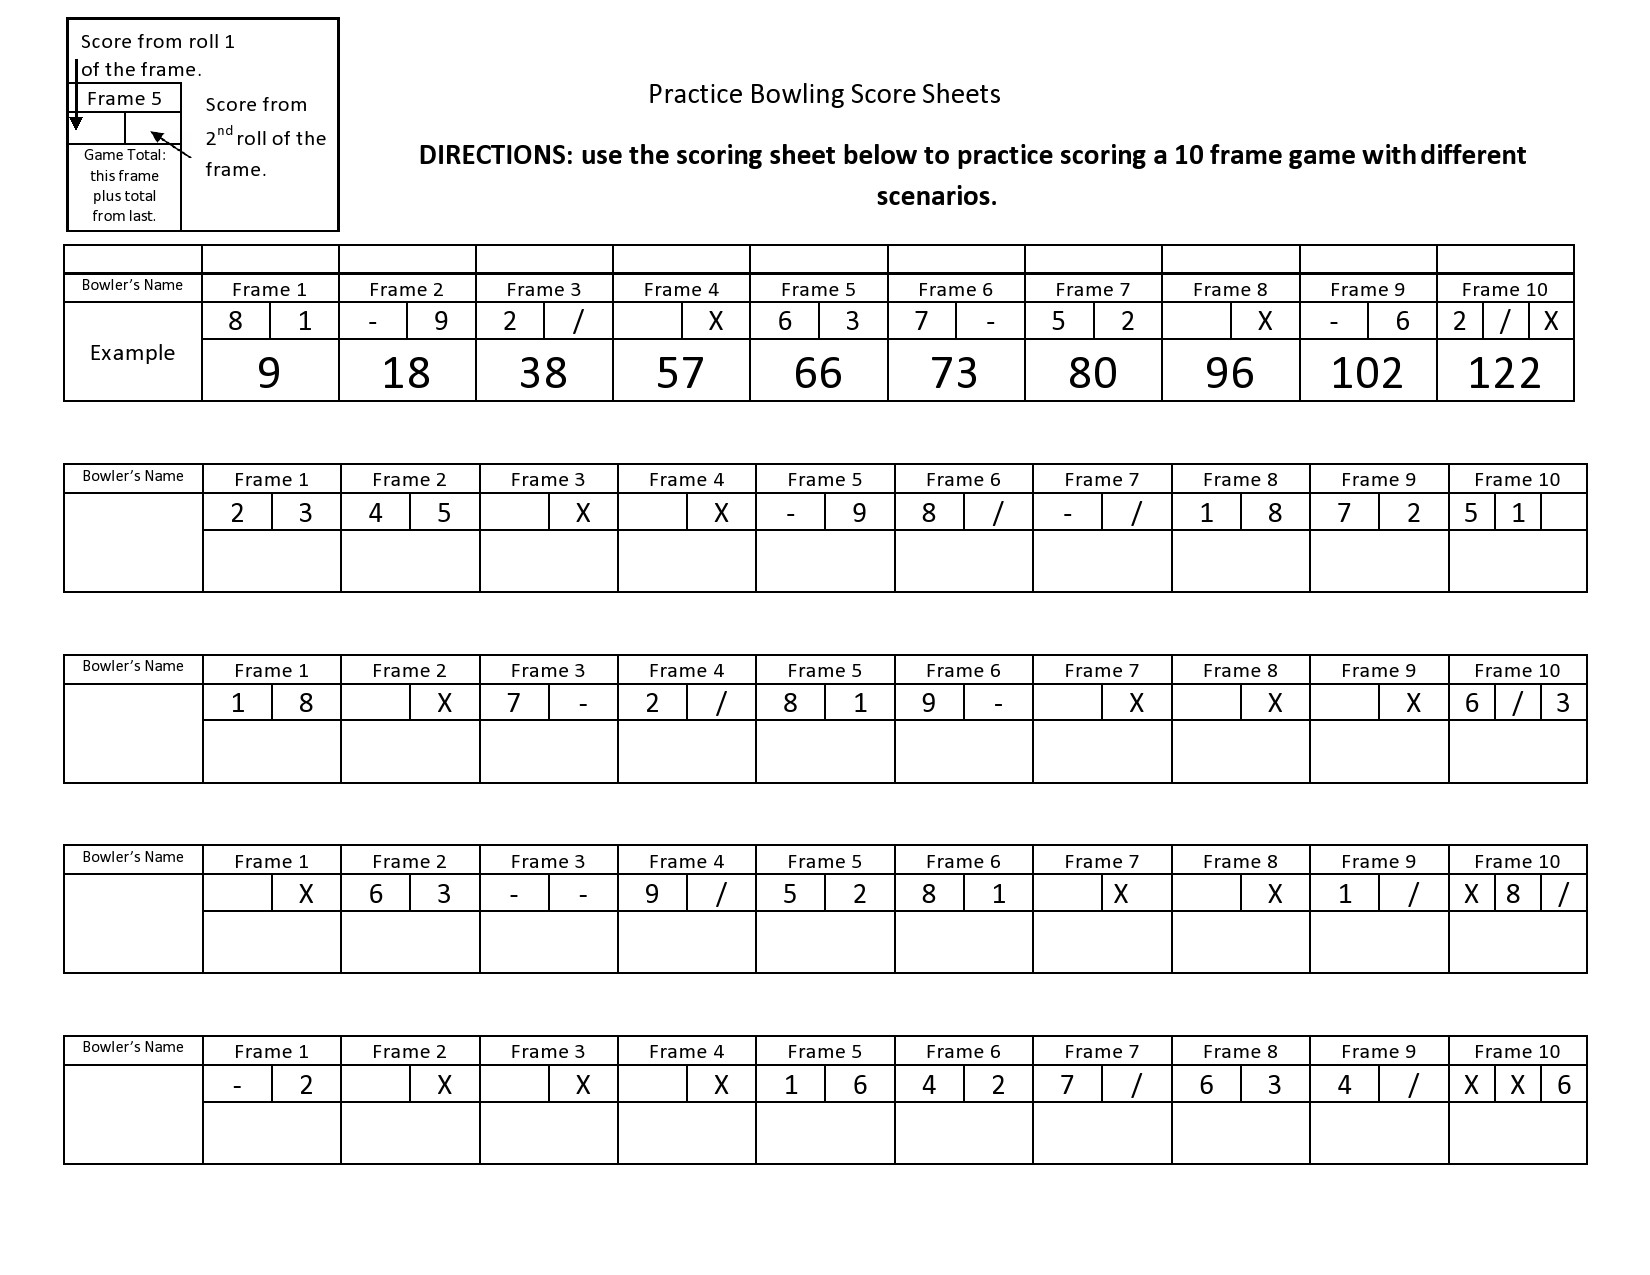 Score from roll 1
of the frame.
Frame 5
Score from
2nd roll of the
frame.
Game Total:
this frame
plus total
from last.
Practice Bowling Score Sheets
DIRECTIONS: use the scoring sheet below to practice scoring a 10 frame game with different
scenarios.
Bowler's Name Frame 1 Frame 2 Frame 3 Frame 4 Frame 5 Frame 6 Frame 7 Frame 8 Frame 9 Frame 10
8 1 - 9 2 / X 6 3 7 - 5 2 X - 6 2 / X
Example 9 18 38 57 66 73 80 96 102 122
Bowler's Name Frame 1 Frame 2 Frame 3 Frame 4 Frame 5 Frame 6 Frame 7 Frame 8 Frame 9 Frame 10
2 3 4 5 X X - 9 8 / - / 1 8 7 2 5 1
Bowler's Name Frame 1 Frame 2 Frame 3 Frame 4 Frame 5 Frame 6 Frame 7 Frame 8 Frame 9 Frame 10
1 8 X 7 - 2 / 8 1 9 - X X X 6 / 3
Bowler's Name Frame 1 Frame 2 Frame 3 Frame 4 Frame 5 Frame 6 Frame 7 Frame 8 Frame 9 Frame 10
X 6 3 - - 9 / 5 2 8 1 X X 1 / X 8 /
Bowler's Name Frame 1 Frame 2 Frame 3 Frame 4 Frame 5 Frame 6 Frame 7 Frame 8 Frame 9 Frame 10
- 2 X X X 1 6 4 2 7 / 6 3 4 / X X 6